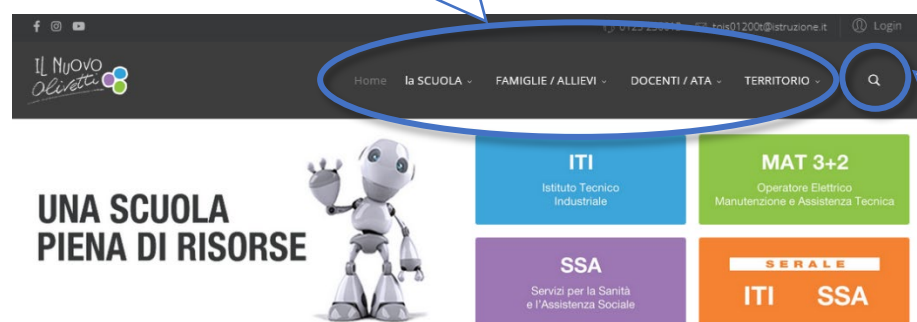 tois01200t@istruzione.it Login
IL NUOVO
Olivetti
Home la SCUOLA FAMIGLIE / ALLIEVI DOCENTI / ATA TERRITORIO
UNA SCUOLA
PIENA DI RISORSE
ITI
Istituto Tecnico
Industriale
MAT 3+2
Operatore Elettrico
Manutenzione e Assistenza Tecnica
SSA
Servizi per la Sanità
e l'Assistenza Sociale
SERALE
ITI SSA